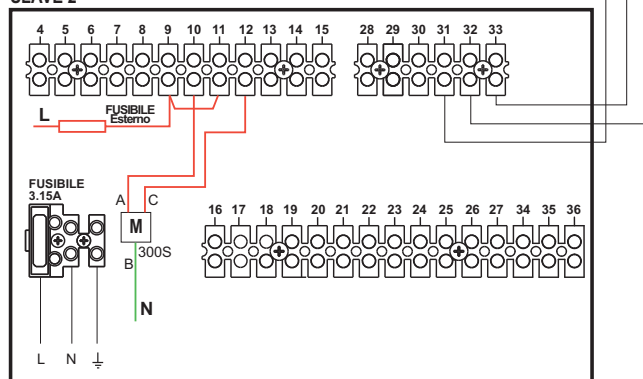 4 5 6 7 8 9 10 11 12 13 14 15 28 29 30 31 32 33
L FUSIBILE
Esterno
FUSIBILE
3.15A
A C
M
300S
B
N
16 17 18 19 20 21 22 23 24 25 26 27 34 35 36
L N